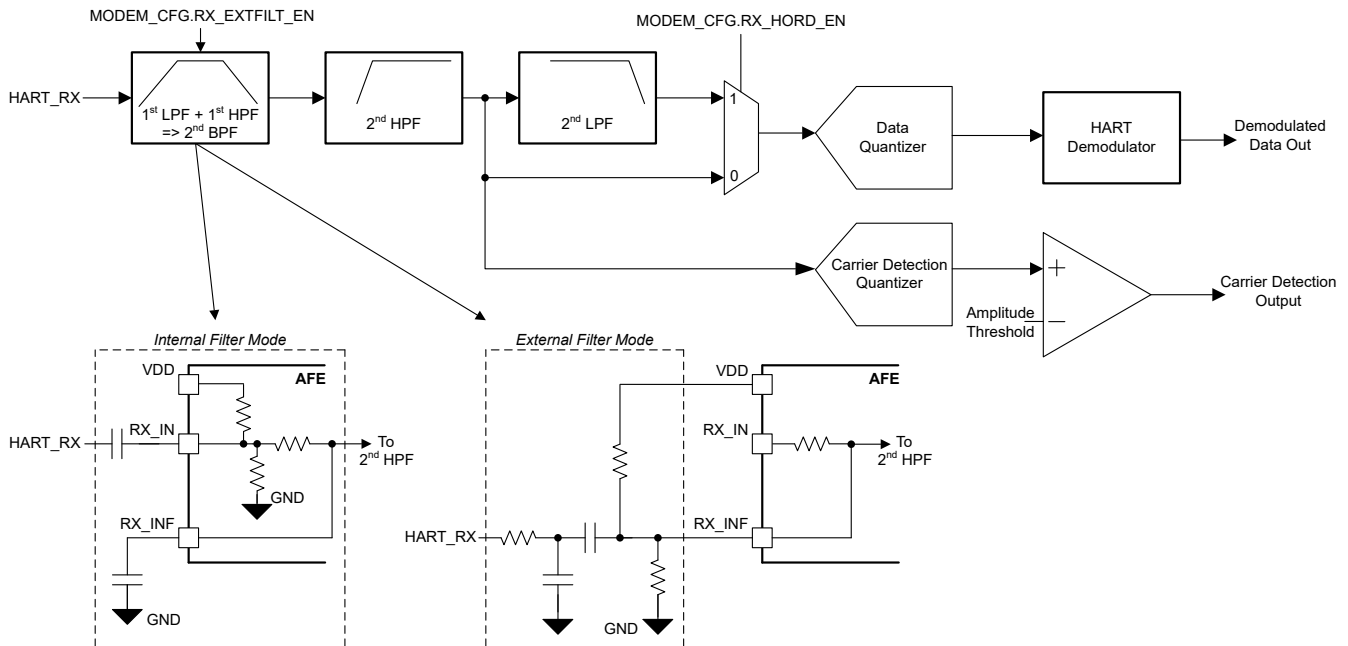 MODEM_CFG.RX_EXTFILT_EN
MODEM_CFG.RX_HORD_EN
HART_RX
1st LPF + 1st HPF
=> 2nd BPF
2nd HPF
2nd LPF
1
0
Data
Quantizer
HART
Demodulator
Demodulated
Data Out
Carrier Detection
Quantizer
+
Amplitude
Threshold
−
Carrier Detection
Output
Internal Filter Mode
VDD
AFE
HART_RX
RX_IN
To
2nd HPF
GND
RX_INF
GND
External Filter Mode
VDD
AFE
RX_IN
To
2nd HPF
HART_RX
RX_INF
GND